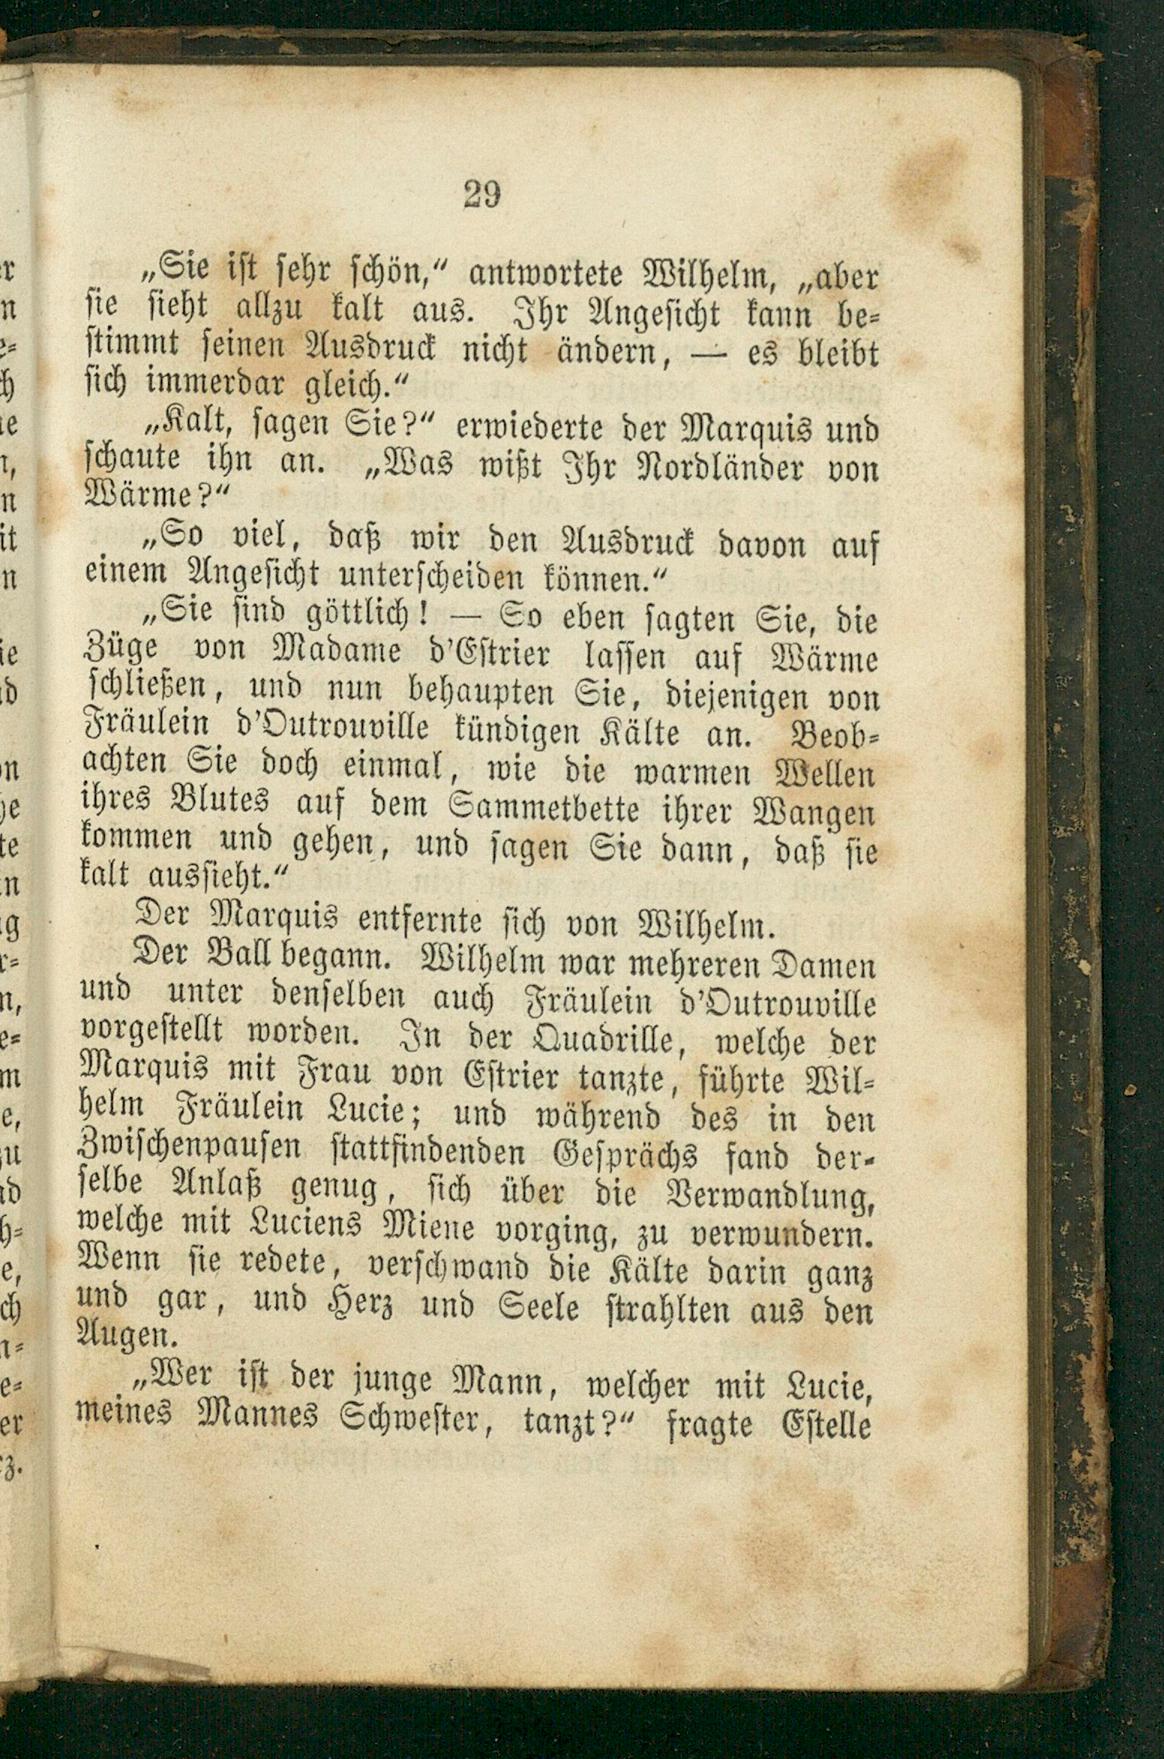 29
„Sie ist sehr schön,“ antwortete Wilhelm, „aber
sie sieht allzu kalt aus. Ihr Angesicht kann be-
stimmt seinen Ausdruck nicht ändern, — es bleibt
sich immerdar gleich.“
„Kalt, sagen Sie?“ erwiederte der Marquis und
schaute ihn an. „Was wißt Ihr Nordländer von
Wärme?“
„So viel, daß wir den Ausdruck davon auf
einem Angesicht unterscheiden können.“
„Sie sind göttlich! — So eben sagten Sie, die
Züge von Madame d'Estrier lassen auf Wärme
schließen, und nun behaupten Sie, diejenigen von
Fräulein d'Outrouville kündigen Kälte an. Beob-
achten Sie doch einmal, wie die warmen Wellen
ihres Blutes auf dem Sammetbette ihrer Wangen
kommen und gehen, und sagen Sie dann, daß sie
kalt aussieht.“
Der Marquis entfernte sich von Wilhelm.
Der Ball begann. Wilhelm war mehreren Damen
und unter denselben auch Fräulein d'Outrouville
vorgestellt worden. In der Quadrille, welche der
Marquis mit Frau von Estrier tanzte, führte Wil-
helm Fräulein Lucie; und während des in den
Zwischenpausen stattfindenden Gesprächs fand der-
selbe Anlaß genug, sich über die Verwandlung,
welche mit Luciens Miene vorging, zu verwundern.
Wenn sie redete, verschwand die Kälte darin ganz
und gar, und Herz und Seele strahlten aus den
Augen.
„Wer ist der junge Mann, welcher mit Lucie,
meines Mannes Schwester, tanzt?“ fragte Estelle